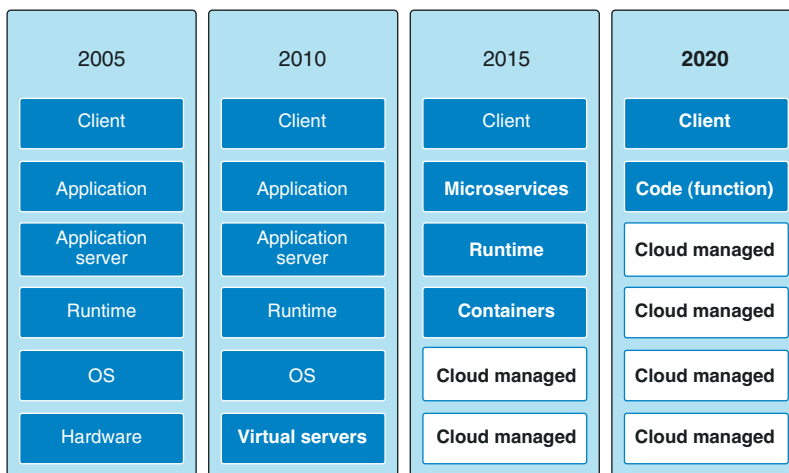 2005
Client
Application
Application
server
Runtime
OS
Hardware
2010
Client
Application
Application
server
Runtime
OS
Virtual servers
2015
Client
Microservices
Runtime
Containers
Cloud managed
Cloud managed
2020
Client
Code (function)
Cloud managed
Cloud managed
Cloud managed
Cloud managed